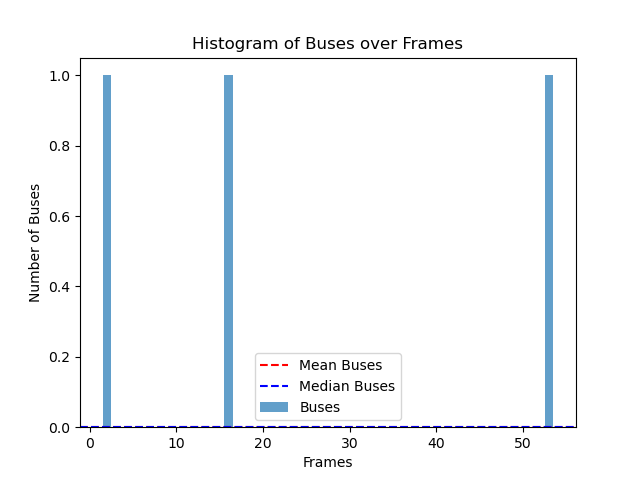 Histogram of Buses over Frames
Number of Buses
1.0
0.8
0.6
0.4
0.2
0.0
Mean Buses
Median Buses
Buses
0 10 20 30 40 50
Frames